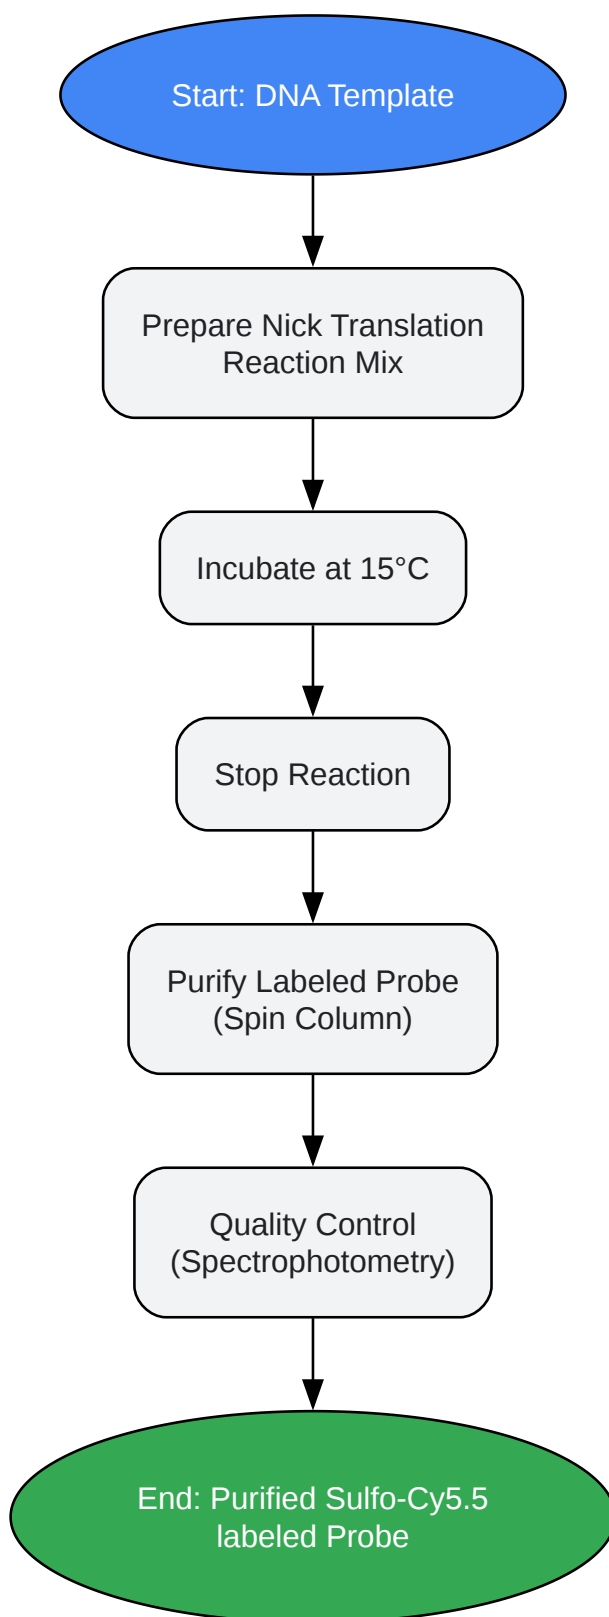 Start: DNA Template
Prepare Nick Translation
Reaction Mix
Incubate at 15°C
Stop Reaction
Purify Labeled Probe
(Spin Column)
Quality Control
(Spectrophotometry)
End: Purified Sulfo-Cy5.5
labeled Probe